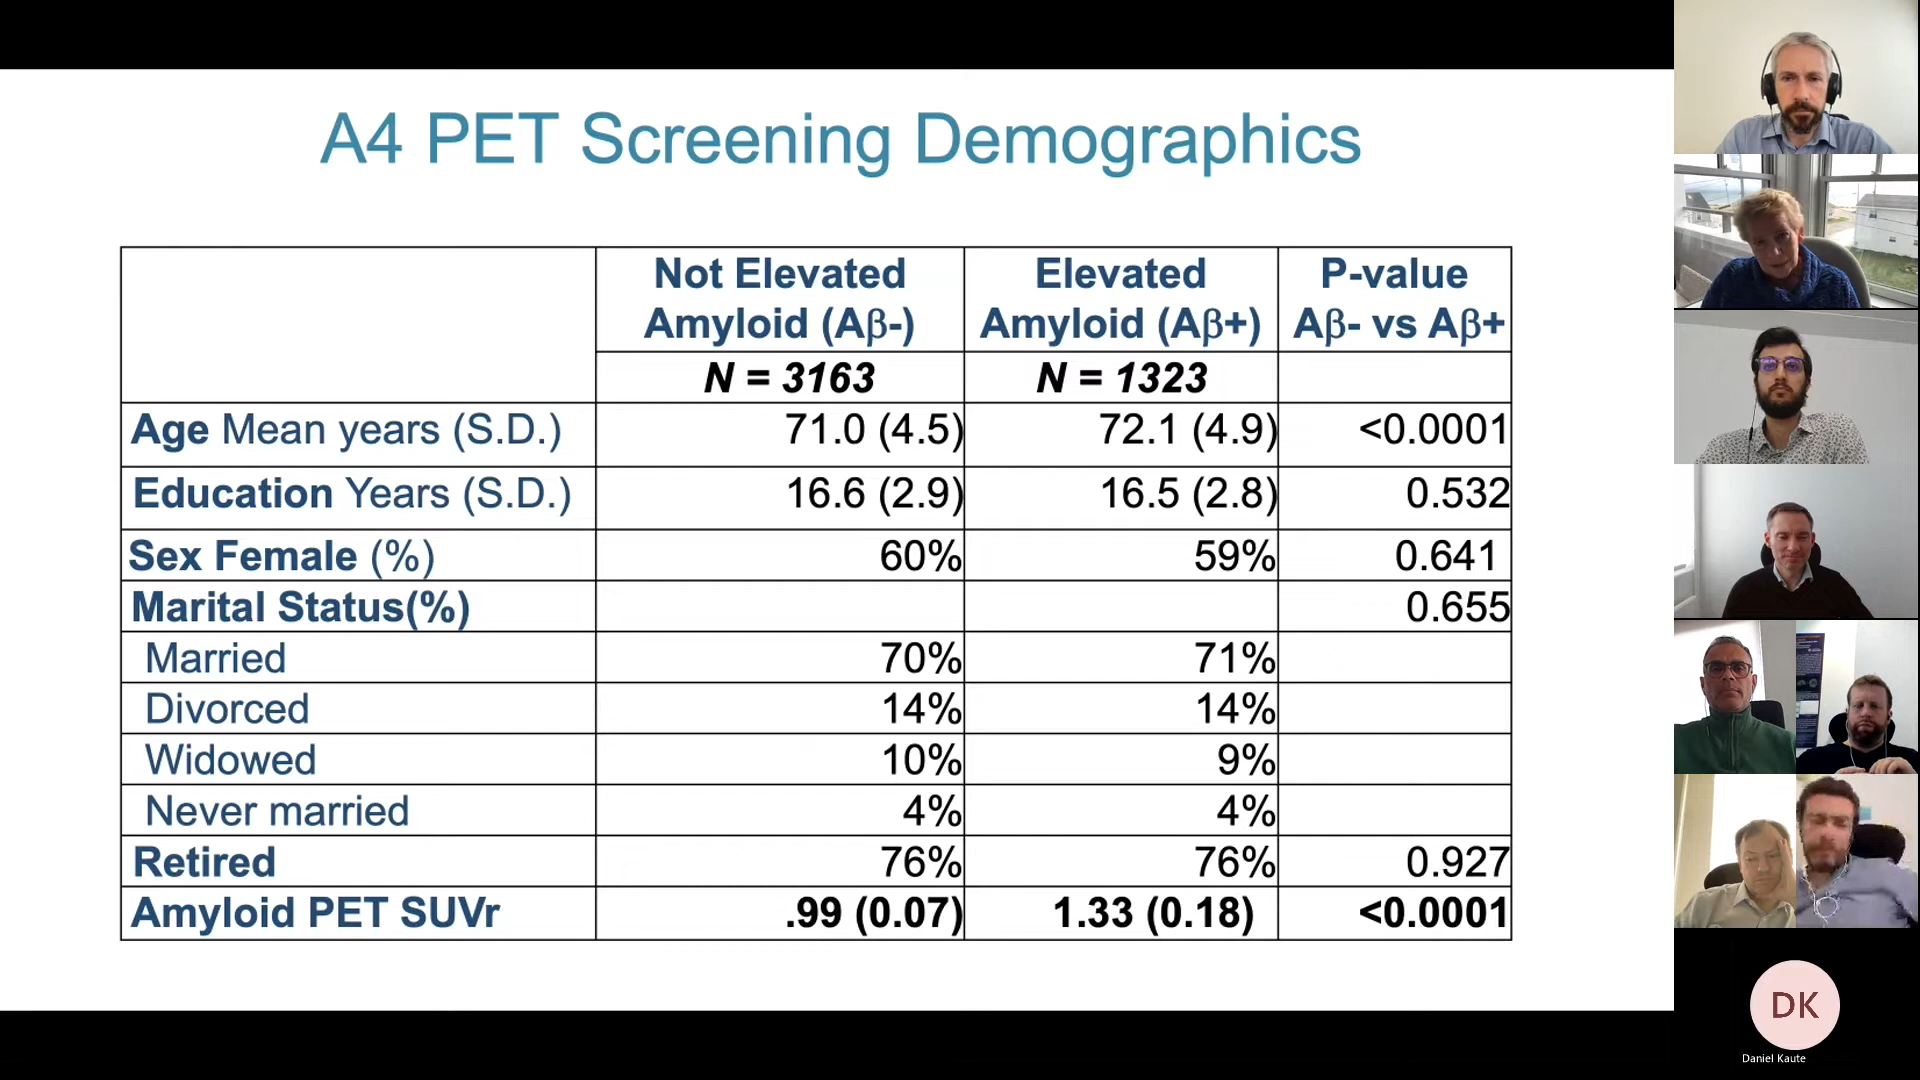 A4 PET Screening Demographics
Not Elevated Amyloid (Aβ-) Elevated Amyloid (Aβ+) P-value Aβ- vs Aβ+
N = 3163 N = 1323
Age Mean years (S.D.) 71.0 (4.5) 72.1 (4.9) <0.0001
Education Years (S.D.) 16.6 (2.9) 16.5 (2.8) 0.532
Sex Female (%) 60% 59% 0.641
Marital Status(%) 0.655
Married 70% 71%
Divorced 14% 14%
Widowed 10% 9%
Never married 4% 4%
Retired 76% 76% 0.927
Amyloid PET SUVr .99 (0.07) 1.33 (0.18) <0.0001
DK
Daniel Kaute